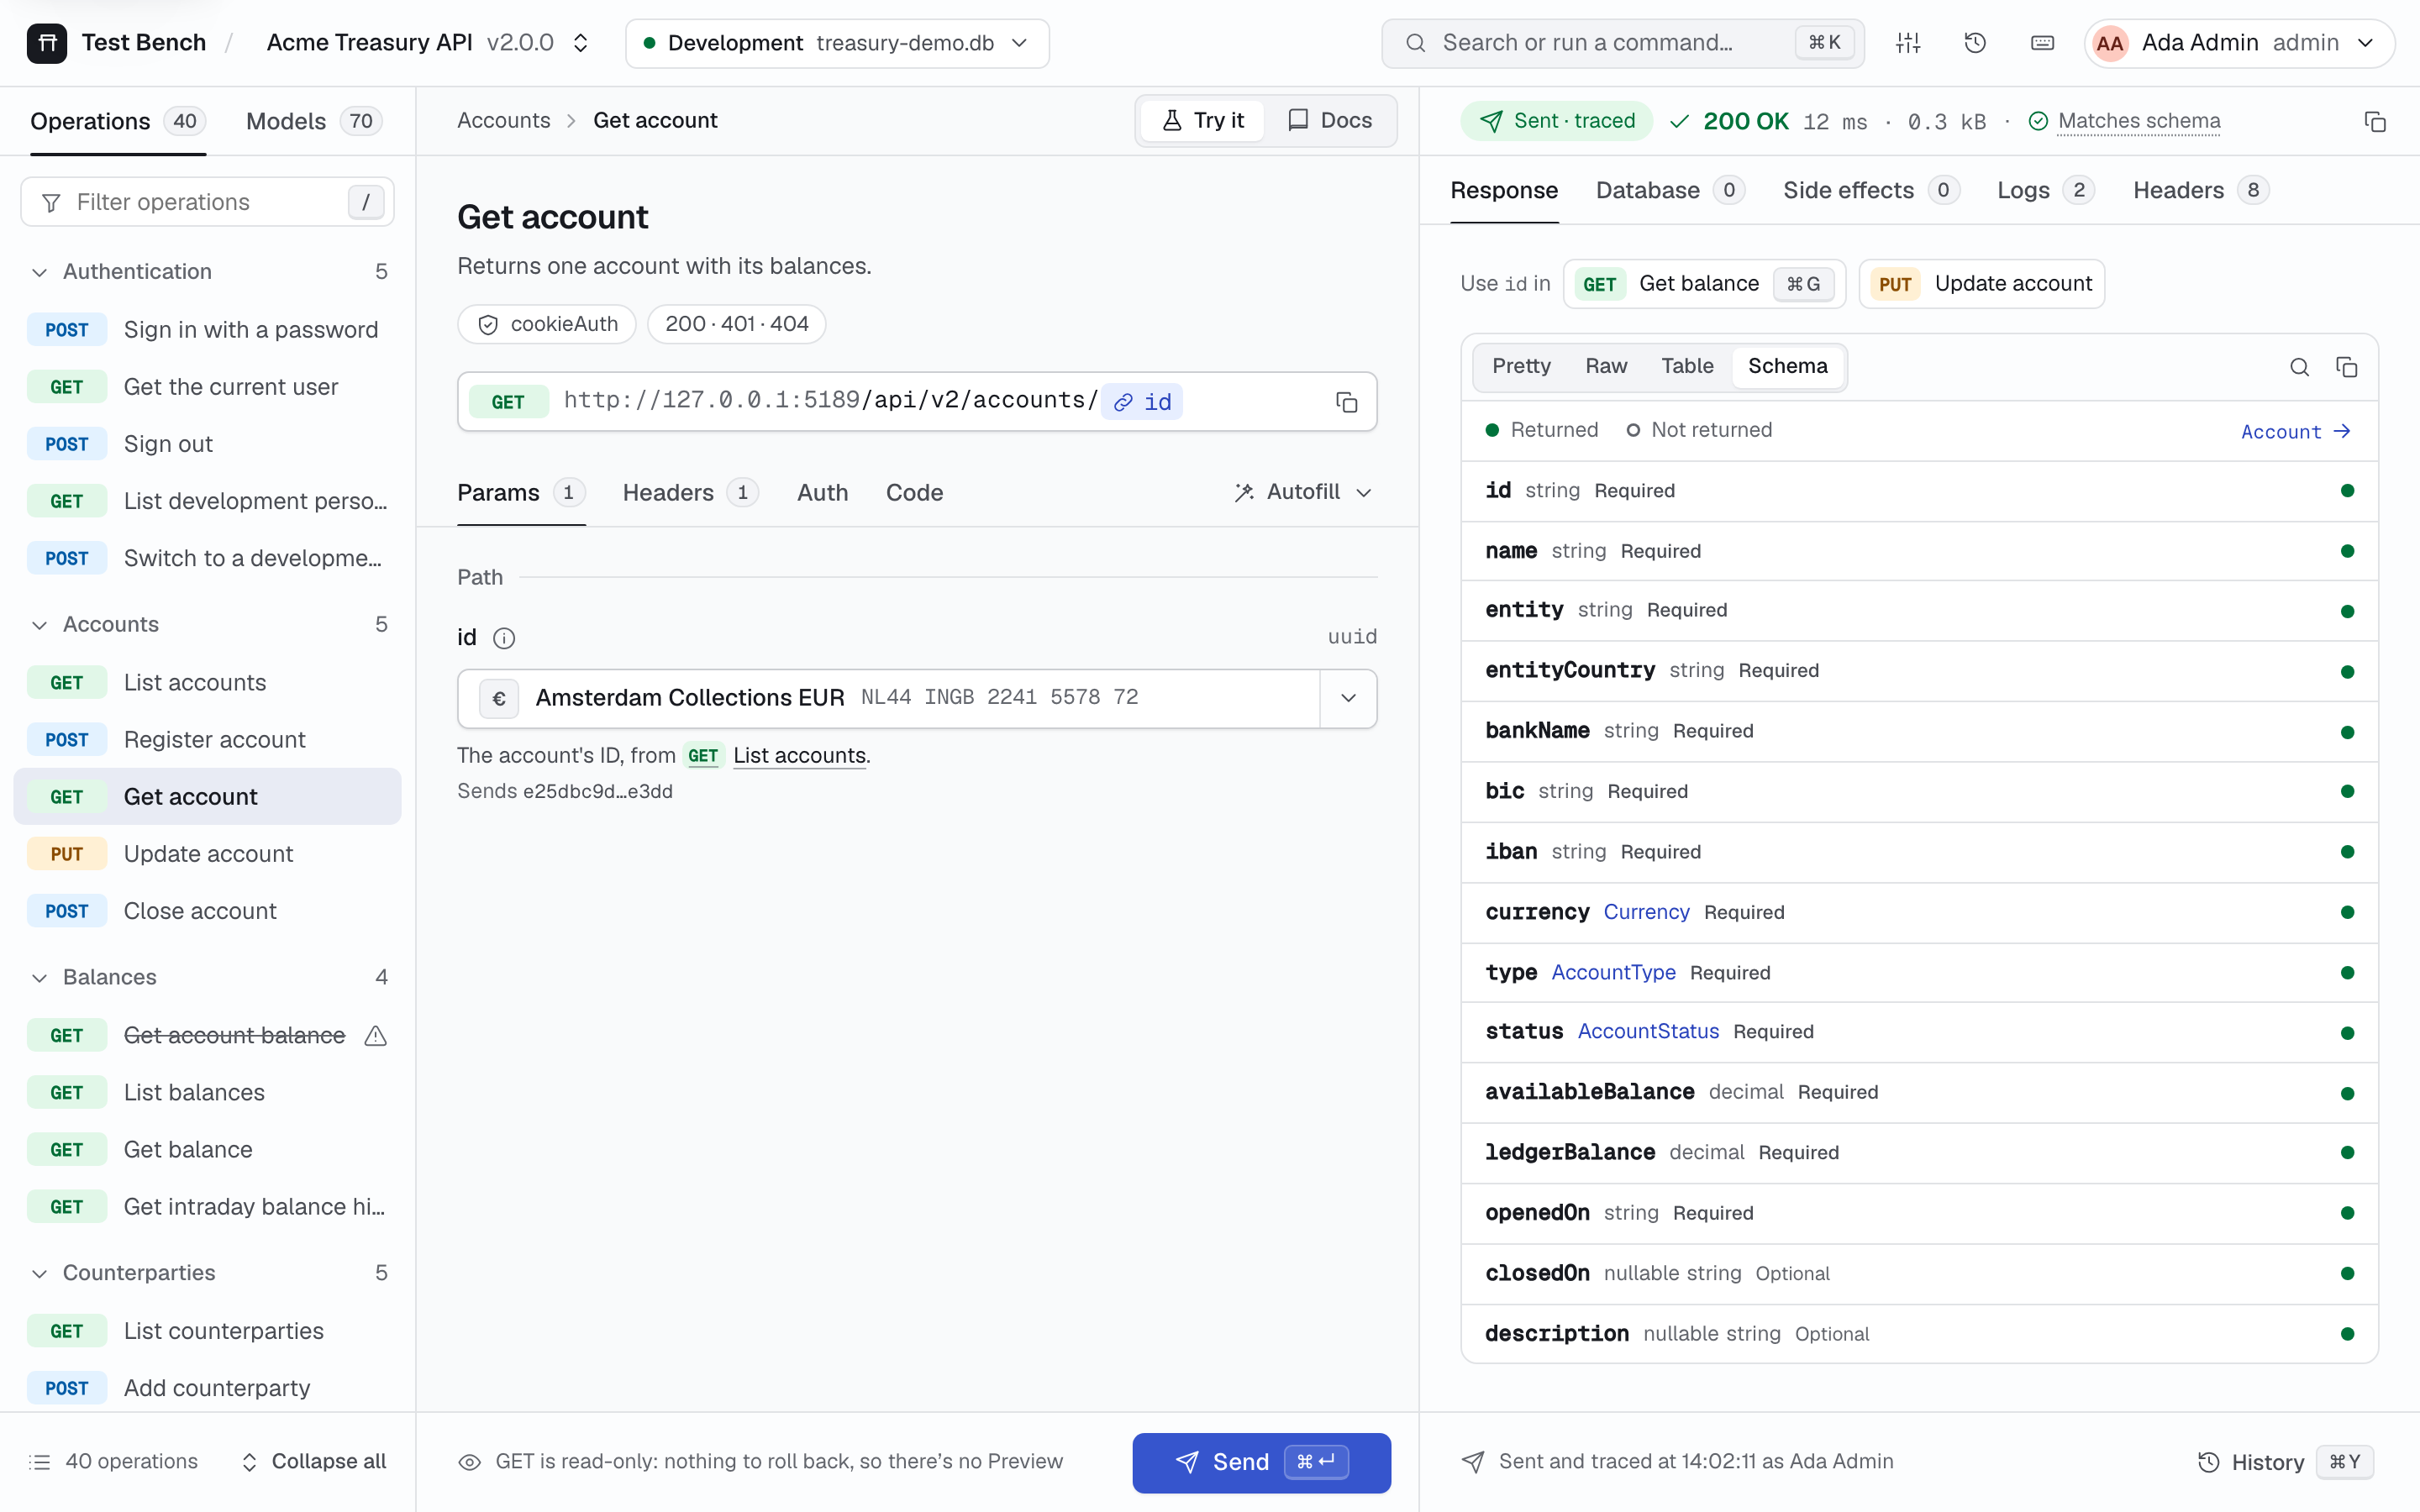 Test Bench / Acme Treasury API v2.0.0
Development treasury-demo.db
Search or run a command... ⌘K
AA Ada Admin admin
Operations 40 Models 70
Filter operations /
Authentication 5
POST Sign in with a password
GET Get the current user
POST Sign out
GET List development perso...
POST Switch to a developme...
Accounts 5
GET List accounts
POST Register account
GET Get account
PUT Update account
POST Close account
Balances 4
GET Get account balance
GET List balances
GET Get balance
GET Get intraday balance hi...
Counterparties 5
GET List counterparties
POST Add counterparty
40 operations Collapse all
Accounts > Get account
Try it Docs
Get account
Returns one account with its balances.
cookieAuth 200 · 401 · 404
GET http://127.0.0.1:5189/api/v2/accounts/ id
Params 1 Headers 1 Auth Code Autofill
Path
id uuid
€ Amsterdam Collections EUR NL44 INGB 2241 5578 72
The account's ID, from GET List accounts.
Sends e25dbc9d…e3dd
GET is read-only: nothing to roll back, so there’s no Preview
Send ⌘↵
Sent · traced 200 OK 12 ms · 0.3 kB · Matches schema
Response Database 0 Side effects 0 Logs 2 Headers 8
Use id in GET Get balance ⌘G PUT Update account
Pretty Raw Table Schema
Returned Not returned Account →
id string Required
name string Required
entity string Required
entityCountry string Required
bankName string Required
bic string Required
iban string Required
currency Currency Required
type AccountType Required
status AccountStatus Required
availableBalance decimal Required
ledgerBalance decimal Required
openedOn string Required
closedOn nullable string Optional
description nullable string Optional
Sent and traced at 14:02:11 as Ada Admin
History ⌘Y